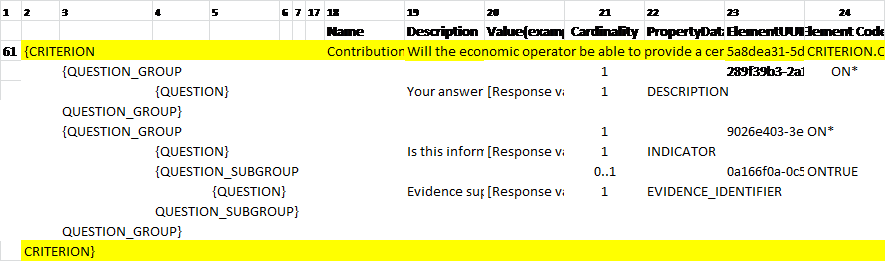 1 2 3 4 5 6 7 17 18 19 20 21 22 23 24
Name Description Value(examp Cardinality PropertyData ElementUUI Element Code
61 {CRITERION Contribution Will the economic operator be able to provide a cer 5a8dea31-5d CRITERION.C
{QUESTION_GROUP 1 289f39b3-2a1 ON*
{QUESTION} Your answer [Response va 1 DESCRIPTION
QUESTION_GROUP}
{QUESTION_GROUP 1 9026e403-3e ON*
{QUESTION} Is this inform [Response va 1 INDICATOR
{QUESTION_SUBGROUP 0..1 0a166f0a-0c5 ONTRUE
{QUESTION} Evidence sup [Response va 1 EVIDENCE_IDENTIFIER
QUESTION_SUBGROUP}
QUESTION_GROUP}
CRITERION}